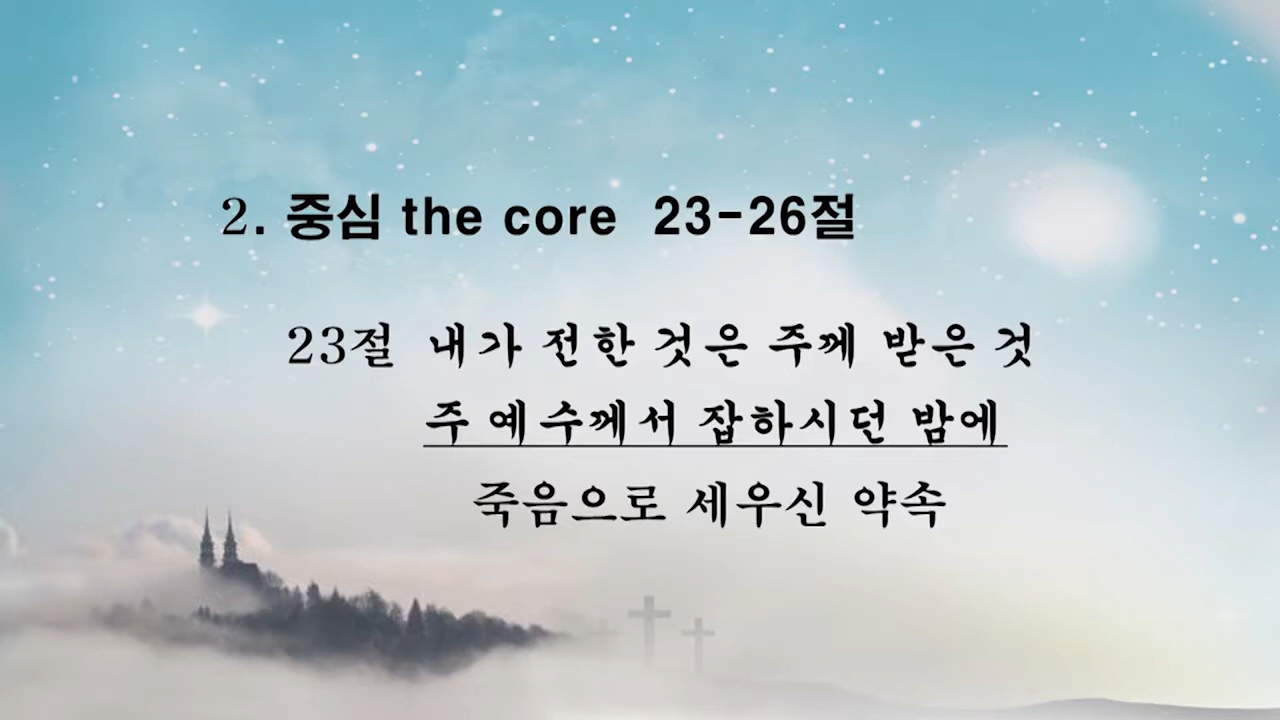 2. 중심 the core 23-26절
23절 내가 전한 것은 주께 받은 것
주 예수께서 잡하시던 밤에
죽음으로 세우신 약속